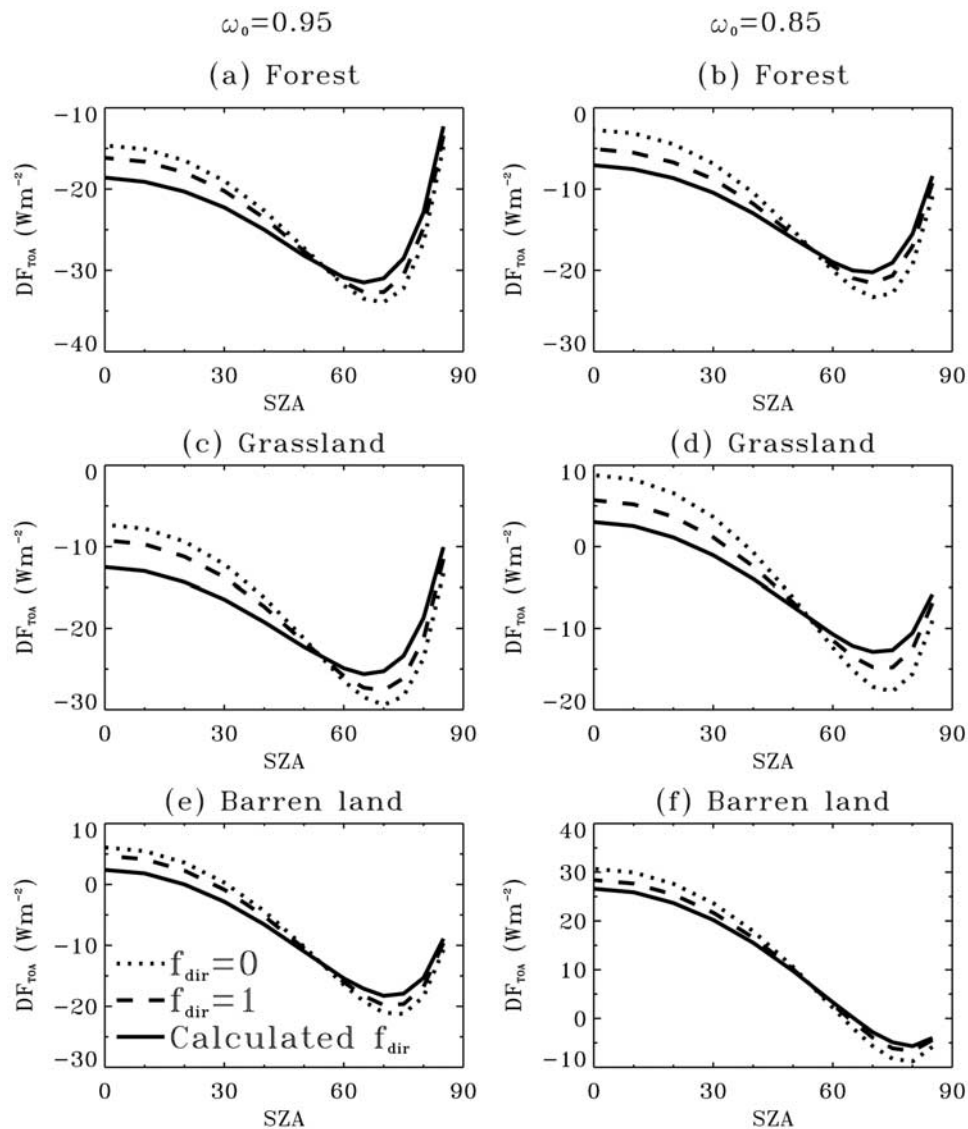 ω₀=0.95
ω₀=0.85
(a) Forest
(b) Forest
-10
-20
-30
-40
DF_TOA (Wm⁻²)
0 30 60 90
SZA
0
-10
-20
-30
DF_TOA (Wm⁻²)
0 30 60 90
SZA
(c) Grassland
(d) Grassland
0
-10
-20
-30
DF_TOA (Wm⁻²)
0 30 60 90
SZA
10
0
-10
-20
DF_TOA (Wm⁻²)
0 30 60 90
SZA
(e) Barren land
(f) Barren land
10
0
-10
-20
-30
DF_TOA (Wm⁻²)
f_dir=0
f_dir=1
Calculated f_dir
0 30 60 90
SZA
40
30
20
10
0
-10
DF_TOA (Wm⁻²)
0 30 60 90
SZA